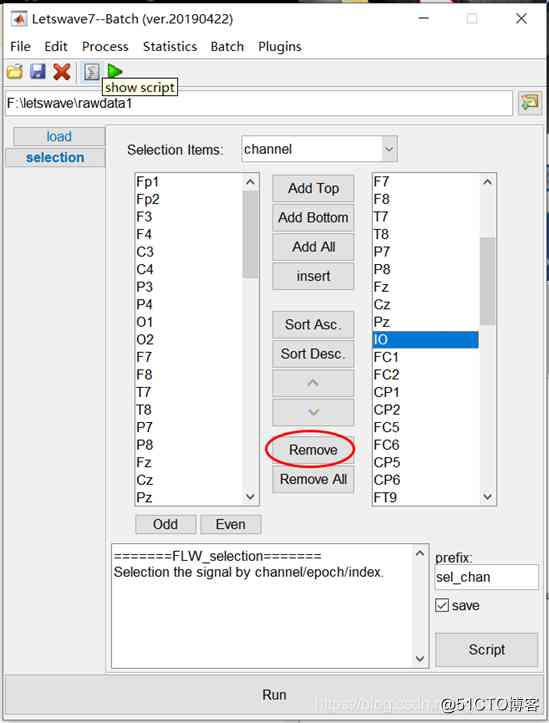 Letswave7--Batch (ver.20190422)
File Edit Process Statistics Batch Plugins
show script
F:\letswave\rawdata1
load
selection
Selection Items: channel
Fp1
Fp2
F3
F4
C3
C4
P3
P4
O1
O2
F7
F8
T7
T8
P7
P8
Fz
Cz
Pz
Add Top
Add Bottom
Add All
insert
Sort Asc.
Sort Desc.
Remove
Remove All
F7
F8
T7
T8
P7
P8
Fz
Cz
Pz
IO
FC1
FC2
CP1
CP2
FC5
FC6
CP5
CP6
FT9
Odd Even
=======FLW_selection=======
Selection the signal by channel/epoch/index.
prefix:
sel_chan
save
Script
Run
@51CTO博客